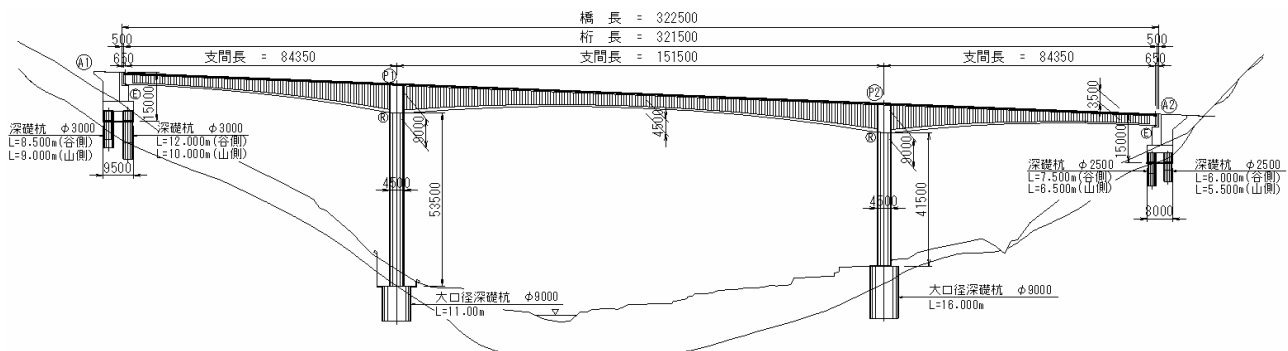 橋 長 = 322500
500 桁 長 = 321500 500
650 支間長 = 84350 支間長 = 151500 支間長 = 84350 650
A1 P1 P2 A2
E R R E
15000 9000 4500 9000 3500 15000
深礎杭 φ3000
L=8.500m(谷側)
L=9.000m(山側)
深礎杭 φ3000
L=12.000m(谷側)
L=10.000m(山側)
9500
4500
53500
4500
41500
深礎杭 φ2500
L=7.500m(谷側)
L=6.500m(山側)
深礎杭 φ2500
L=6.000m(谷側)
L=5.500m(山側)
8000
大口径深礎杭 φ9000
L=11.00m
大口径深礎杭 φ9000
L=16.000m